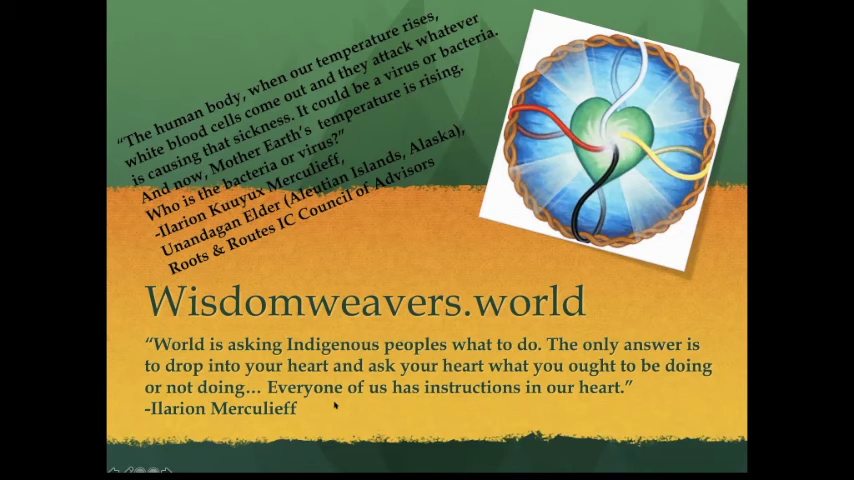 “The human body, when our temperature rises,
white blood cells come out and they attack whatever
is causing that sickness. It could be a virus or bacteria.
And now, Mother Earth’s temperature is rising.
Who is the bacteria or virus?”
-Ilarion Kuuyux Merculieff,
Unandagan Elder (Aleutian Islands, Alaska),
Roots & Routes IC Council of Advisors
Wisdomweavers.world
“World is asking Indigenous peoples what to do. The only answer is
to drop into your heart and ask your heart what you ought to be doing
or not doing… Everyone of us has instructions in our heart.”
-Ilarion Merculieff